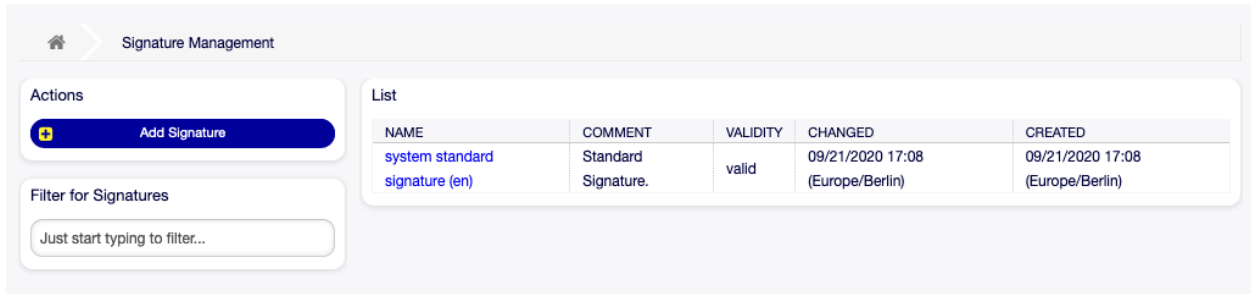 Signature Management
Actions
Add Signature
Filter for Signatures
Just start typing to filter...
List
NAME COMMENT VALIDITY CHANGED CREATED
system standard Standard valid 09/21/2020 17:08 09/21/2020 17:08
signature (en) Signature. (Europe/Berlin) (Europe/Berlin)